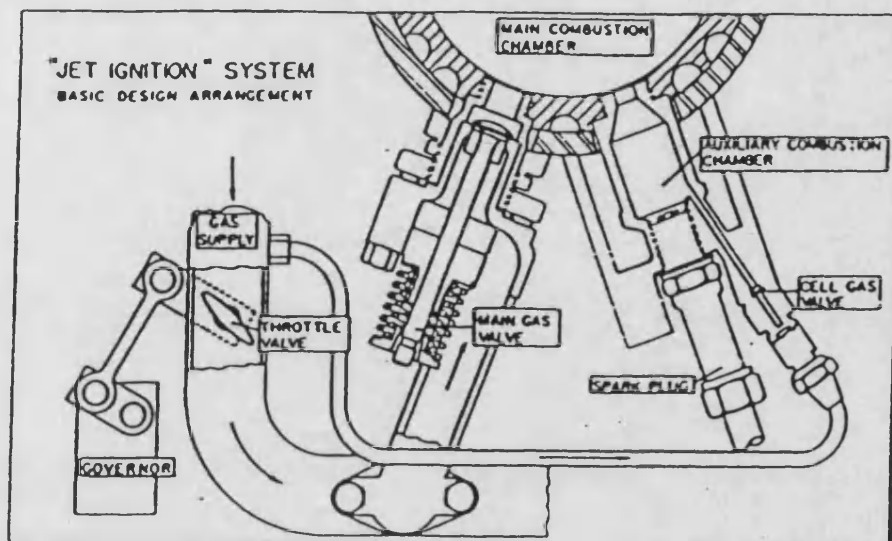 "JET IGNITION" SYSTEM
BASIC DESIGN ARRANGEMENT
MAIN COMBUSTION
CHAMBER
AUXILIARY COMBUSTION
CHAMBER
GAS
SUPPLY
CELL GAS
VALVE
THROTTLE
VALVE
MAIN GAS
VALVE
SPARK PLUG
GOVERNOR